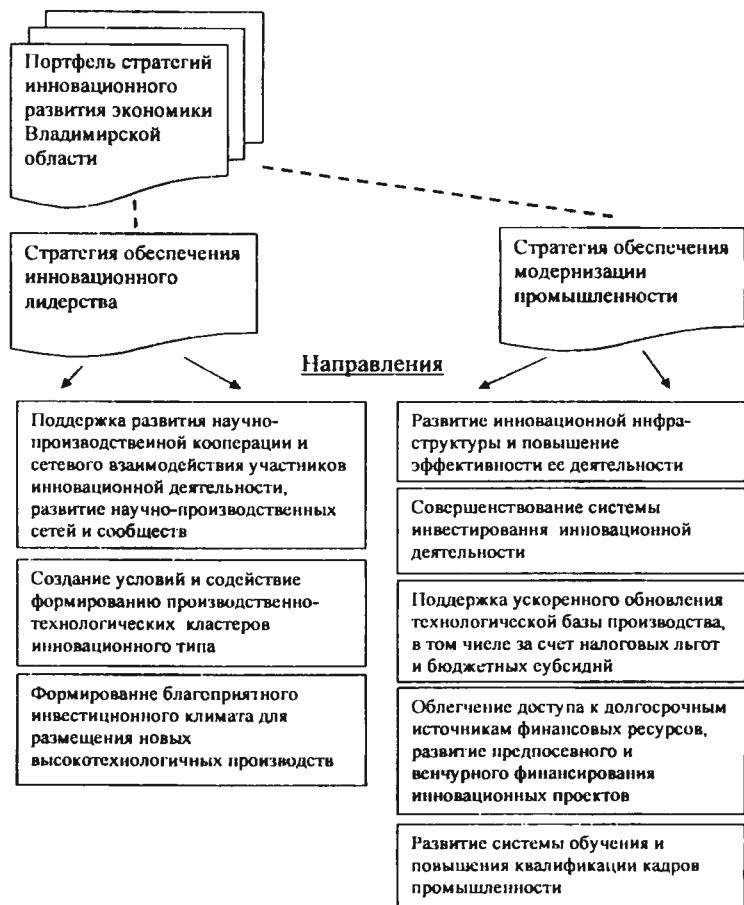 Портфель стратегий
инновационного
развития экономики
Владимирской
области
Стратегия обеспечения
инновационного
лидерства
Стратегия обеспечения
модернизации
промышленности
Направления
Поддержка развития научно-
производственной кооперации и
сетевого взаимодействия участников
инновационной деятельности,
развитие научно-производственных
сетей и сообществ
Создание условий и содействие
формированию производственно-
технологических кластеров
инновационного типа
Формирование благоприятного
инвестиционного климата для
размещения новых
высокотехнологичных производств
Развитие инновационной инфра-
структуры и повышение
эффективности ее деятельности
Совершенствование системы
инвестирования инновационной
деятельности
Поддержка ускоренного обновления
технологической базы производства,
в том числе за счет налоговых льгот
и бюджетных субсидий
Облегчение доступа к долгосрочным
источникам финансовых ресурсов,
развитие предпосевного и
венчурного финансирования
инновационных проектов
Развитие системы обучения и
повышения квалификации кадров
промышленности